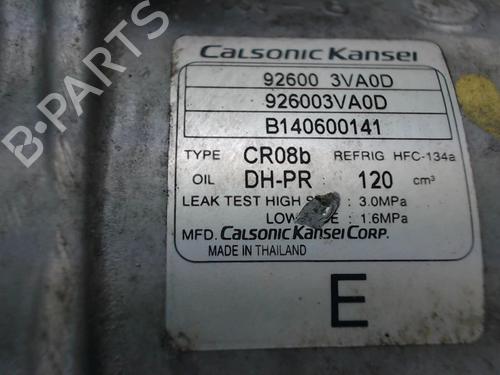 Calsonic Kansei
92600 3VA0D
926003VA0D
B140600141
TYPE CR08b REFRIG HFC-134a
OIL DH-PR 120 cm³
LEAK TEST HIGH : 3.0MPa
: 1.6MPa
MFD. Calsonic Kansei Corp.
MADE IN THAILAND
E
B-PARTS